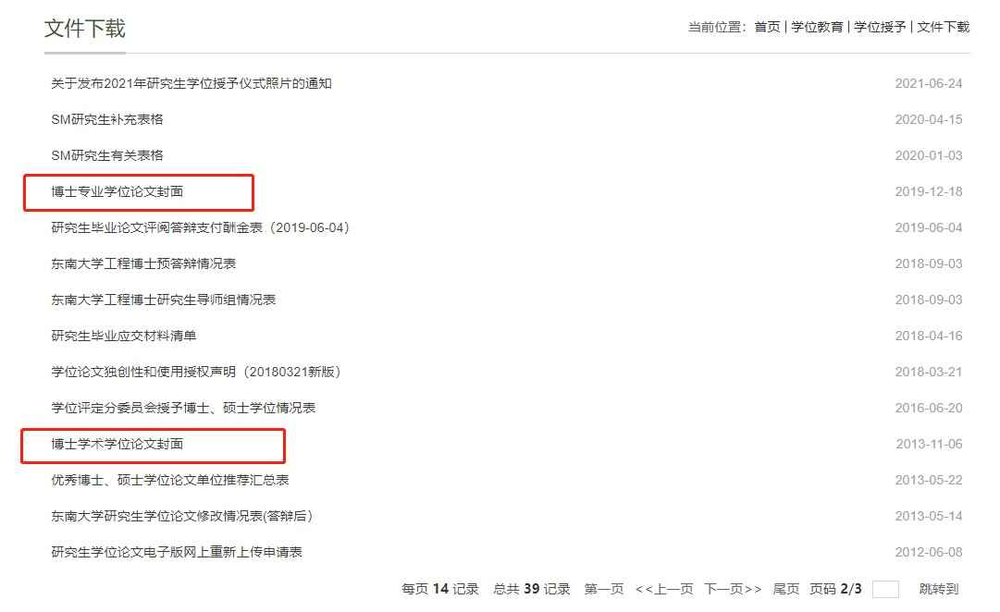 文件下载 当前位置：首页 | 学位教育 | 学位授予 | 文件下载
关于发布2021年研究生学位授予仪式照片的通知 2021-06-24
SM研究生补充表格 2020-04-15
SM研究生有关表格 2020-01-03
博士专业学位论文封面 2019-12-18
研究生毕业论文评阅答辩支付酬金表（2019-06-04） 2019-06-04
东南大学工程博士预答辩情况表 2018-09-03
东南大学工程博士研究生导师组情况表 2018-09-03
研究生毕业应交材料清单 2018-04-16
学位论文独创性和使用授权声明（20180321新版） 2018-03-21
学位评定分委员会授予博士、硕士学位情况表 2016-06-20
博士学术学位论文封面 2013-11-06
优秀博士、硕士学位论文单位推荐汇总表 2013-05-22
东南大学研究生学位论文修改情况表(答辩后） 2013-05-14
研究生学位论文电子版网上重新上传申请表 2012-06-08
每页 14 记录 总共 39 记录 第一页 <<上一页 下一页>> 尾页 页码 2/3 跳转到